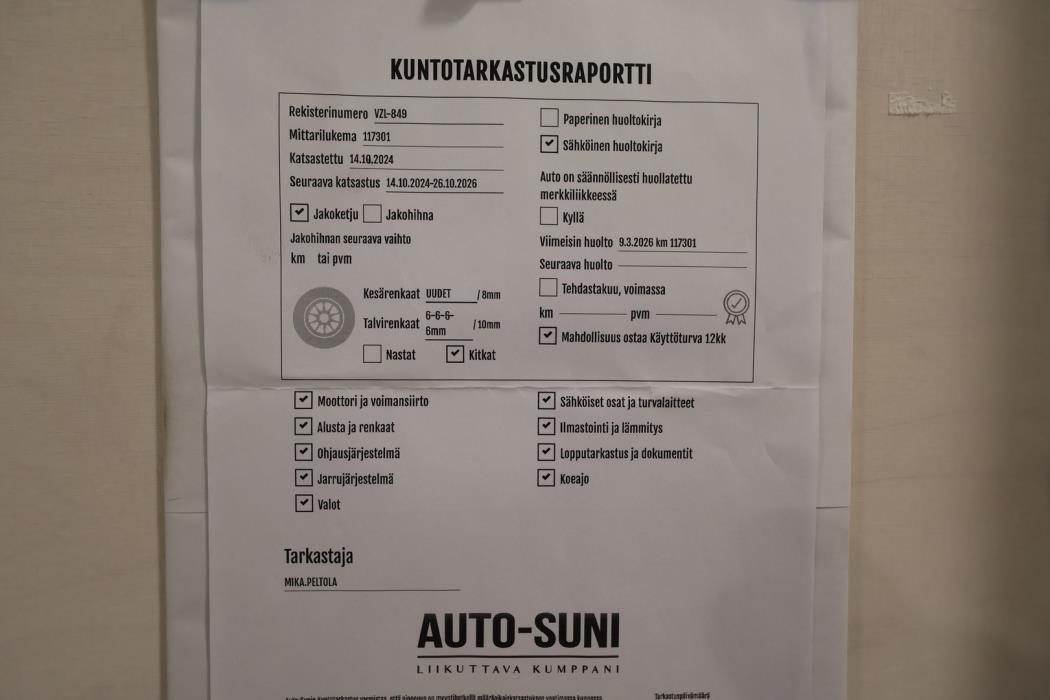 KUNTOTARKASTUSRAPORTTI
Rekisterinumero VZL-849
Mittarilukema 117301
Katsastettu 14.10.2024
Seuraava katsastus 14.10.2024-26.10.2026
Jakoketju Jakohihna
Jakohihnan seuraava vaihto
km tai pvm
Kesärenkaat UUDET / 8mm
Talvirenkaat 6-6-6-
6mm / 10mm
Nastat Kitkat
Paperinen huoltokirja
Sähköinen huoltokirja
Auto on säännöllisesti huollatettu
merkkiliikkeessä
Kyllä
Viimeisin huolto 9.3.2026 km 117301
Seuraava huolto
Tehdastakuu, voimassa
km pvm
Mahdollisuus ostaa Käyttöturva 12kk
Moottori ja voimansiirto
Alusta ja renkaat
Ohjausjärjestelmä
Jarrujärjestelmä
Valot
Sähköiset osat ja turvalaitteet
Ilmastointi ja lämmitys
Lopputarkastus ja dokumentit
Koeajo
Tarkastaja
MIKA.PELTOLA
AUTO-SUNI
LIIKUTTAVA KUMPPANI
Tarkastuspäivämäärä